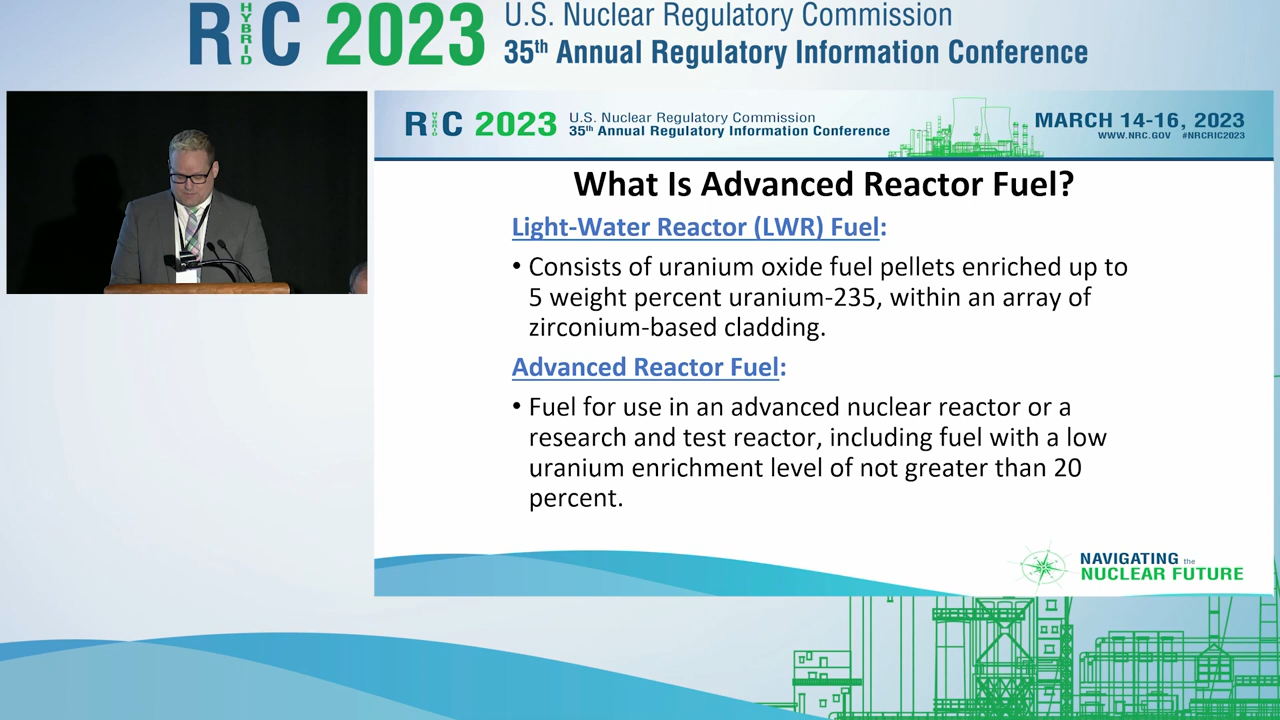 RIC 2023
HYBRID
U.S. Nuclear Regulatory Commission
35th Annual Regulatory Information Conference
RIC 2023
HYBRID
U.S. Nuclear Regulatory Commission
35th Annual Regulatory Information Conference
MARCH 14-16, 2023
WWW.NRC.GOV #NRCRIC2023
What Is Advanced Reactor Fuel?
Light-Water Reactor (LWR) Fuel:
• Consists of uranium oxide fuel pellets enriched up to
5 weight percent uranium-235, within an array of
zirconium-based cladding.
Advanced Reactor Fuel:
• Fuel for use in an advanced nuclear reactor or a
research and test reactor, including fuel with a low
uranium enrichment level of not greater than 20
percent.
NAVIGATING the
NUCLEAR FUTURE